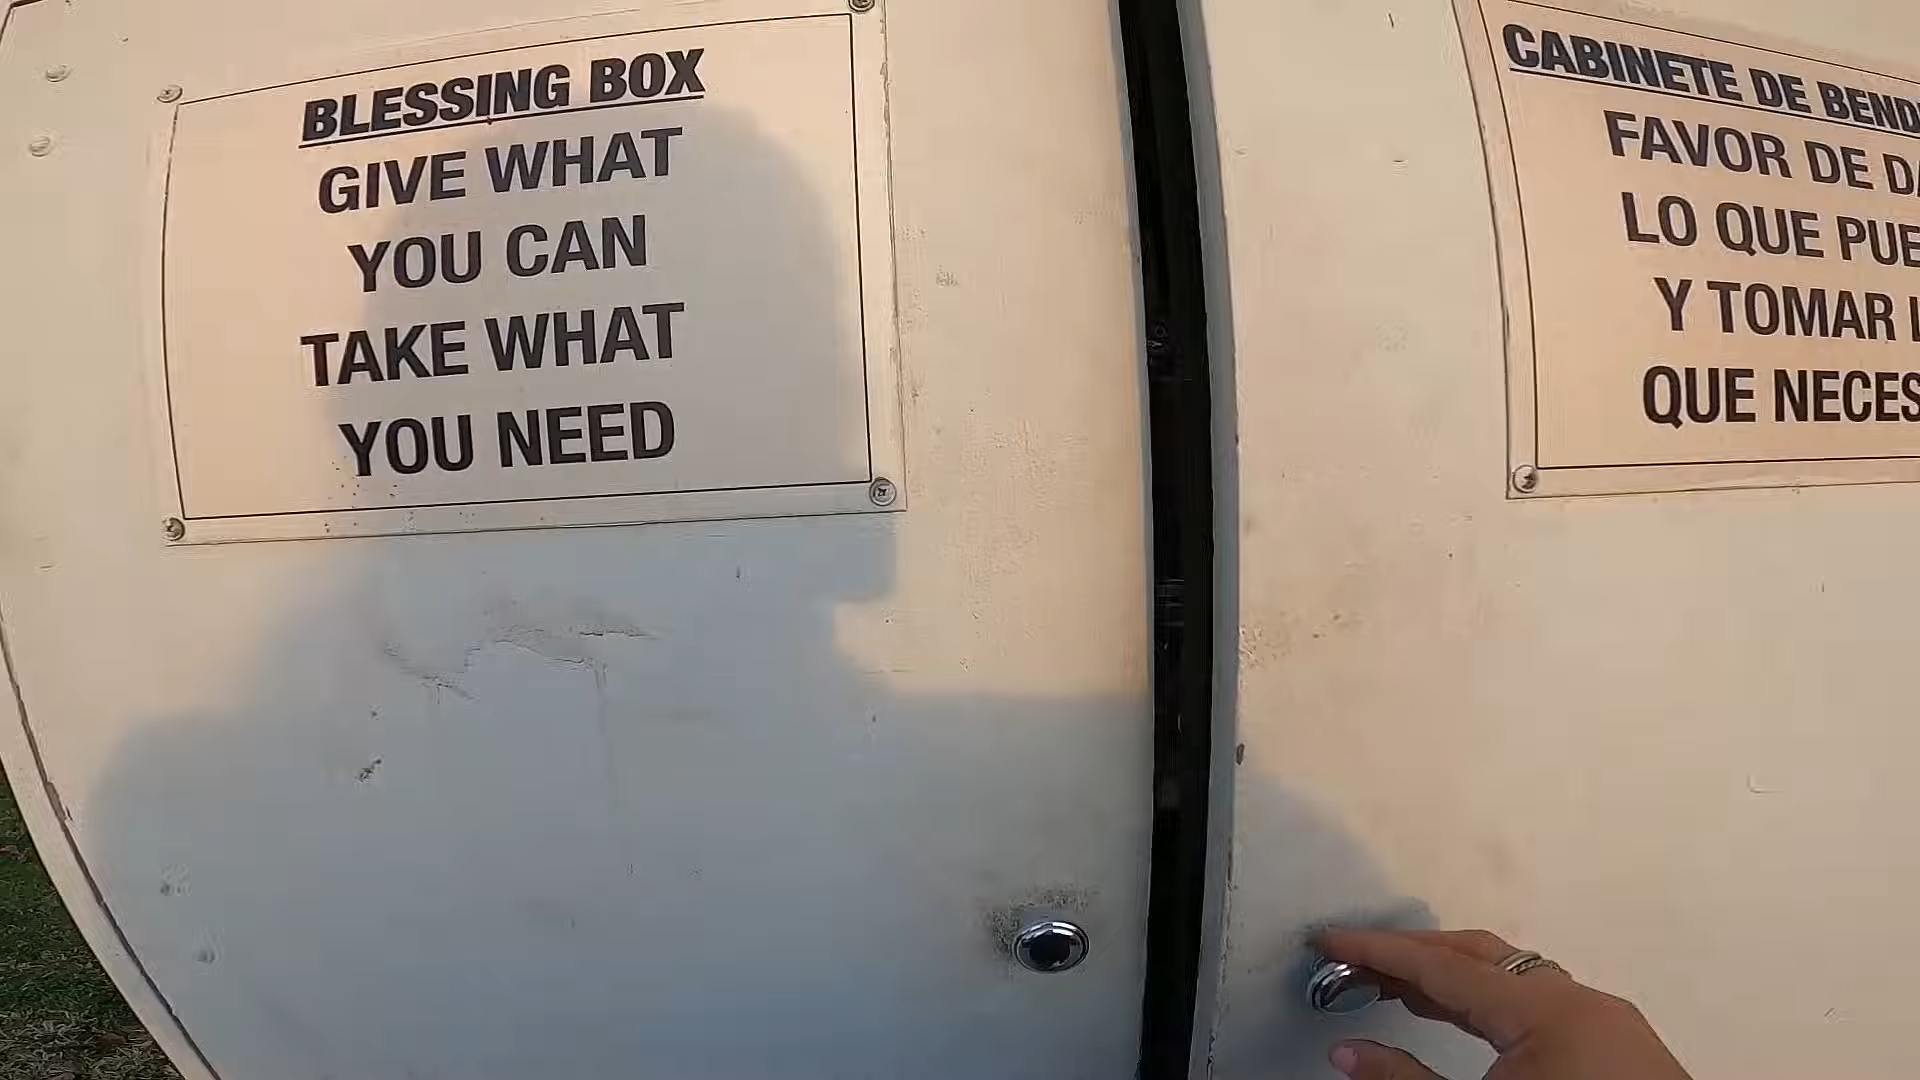 BLESSING BOX
GIVE WHAT
YOU CAN
TAKE WHAT
YOU NEED
CABINETE DE
FAVOR DE
LO QUE
Y TOMAR
QUE